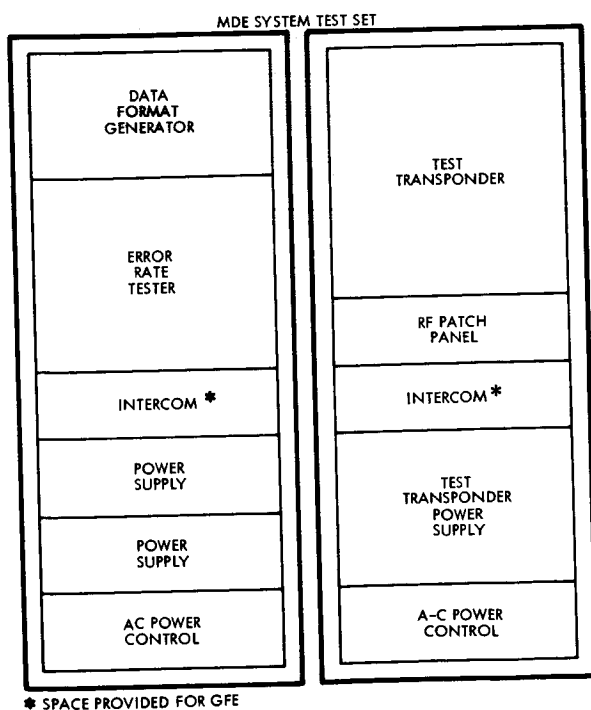 MDE SYSTEM TEST SET
DATA
FORMAT
GENERATOR
ERROR
RATE
TESTER
INTERCOM *
POWER
SUPPLY
POWER
SUPPLY
AC POWER
CONTROL
TEST
TRANSPONDER
RF PATCH
PANEL
INTERCOM *
TEST
TRANSPONDER
POWER
SUPPLY
A-C POWER
CONTROL
* SPACE PROVIDED FOR GFE